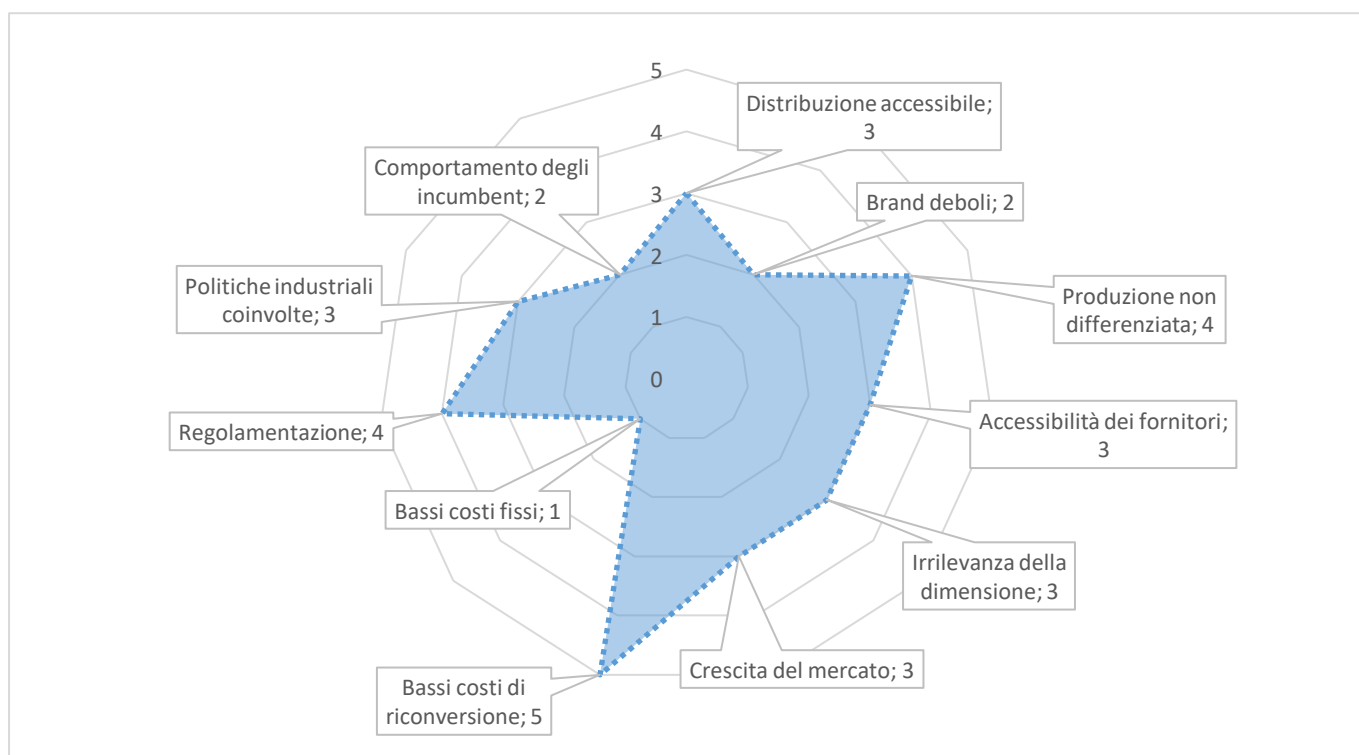 5
4
3
2
1
0
Distribuzione accessibile;
3
Brand deboli; 2
Produzione non
differenziata; 4
Accessibilità dei fornitori;
3
Irrilevanza della
dimensione; 3
Crescita del mercato; 3
Bassi costi di
riconversione; 5
Bassi costi fissi; 1
Regolamentazione; 4
Politiche industriali
coinvolte; 3
Comportamento degli
incumbent; 2